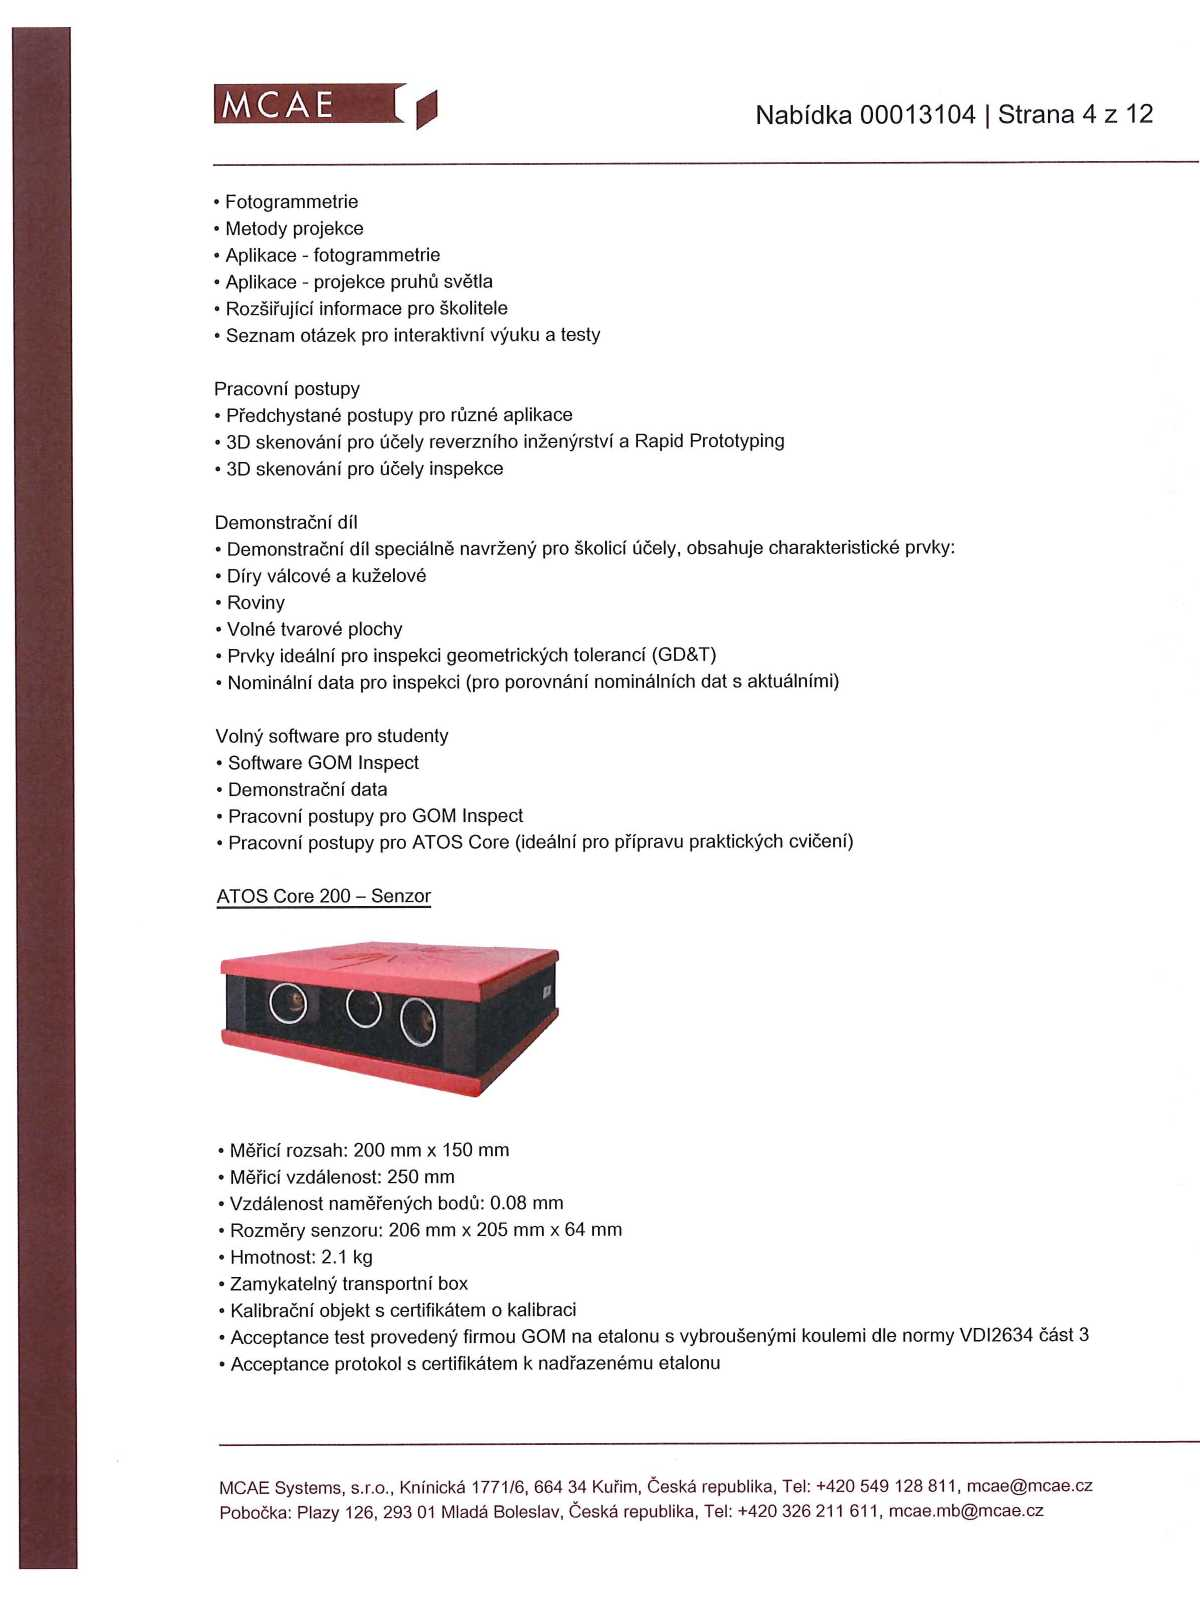 MCAE
Nabídka 00013104 | Strana 4 z 12
• Fotogrammetrie
• Metody projekce
• Aplikace - fotogrammetrie
• Aplikace - projekce pruhů světla
• Rozšiřující informace pro školitele
• Seznam otázek pro interaktivní výuku a testy
Pracovní postupy
• Předchystané postupy pro různé aplikace
• 3D skenování pro účely reverzního inženýrství a Rapid Prototyping
• 3D skenování pro účely inspekce
Demonstrační díl
• Demonstrační díl speciálně navržený pro školicí účely, obsahuje charakteristické prvky:
• Díry válcové a kuželové
• Roviny
• Volné tvarové plochy
• Prvky ideální pro inspekci geometrických tolerancí (GD&T)
• Nominální data pro inspekci (pro porovnání nominálních dat s aktuálními)
Volný software pro studenty
• Software GOM Inspect
• Demonstrační data
• Pracovní postupy pro GOM Inspect
• Pracovní postupy pro ATOS Core (ideální pro přípravu praktických cvičení)
ATOS Core 200 – Senzor
• Měřicí rozsah: 200 mm x 150 mm
• Měřicí vzdálenost: 250 mm
• Vzdálenost naměřených bodů: 0.08 mm
• Rozměry senzoru: 206 mm x 205 mm x 64 mm
• Hmotnost: 2.1 kg
• Zamykatelný transportní box
• Kalibrační objekt s certifikátem o kalibraci
• Acceptance test provedený firmou GOM na etalonu s vybroušenými koulemi dle normy VDI2634 část 3
• Acceptance protokol s certifikátem k nadřazenému etalonu
MCAE Systems, s.r.o., Knínická 1771/6, 664 34 Kuřim, Česká republika, Tel: +420 549 128 811, mcae@mcae.cz
Pobočka: Plazy 126, 293 01 Mladá Boleslav, Česká republika, Tel: +420 326 211 611, mcae.mb@mcae.cz